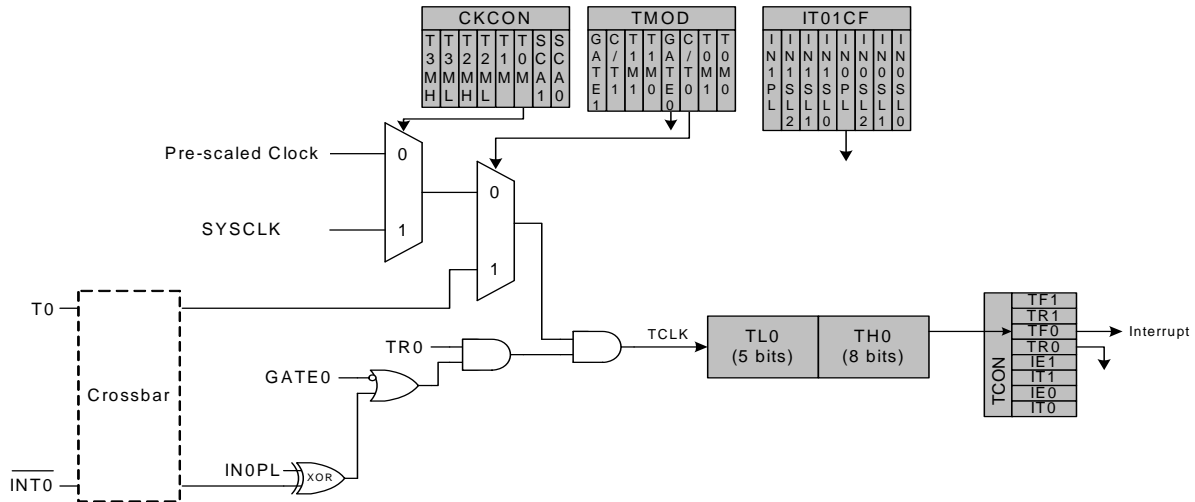 CKCON
T3MH
T3ML
T2MH
T2ML
T1M
T0M
SCA1
SCA0
TMOD
GATE1
C/T1
T1M1
T1M0
GATE0
C/T0
T0M1
T0M0
IT01CF
IN1PL
IN1SL2
IN1SL1
IN1SL0
IN0PL
IN0SL2
IN0SL1
IN0SL0
Pre-scaled Clock
0
SYSCLK
1
0
1
T0
Crossbar
INT0
TR0
GATE0
IN0PL
XOR
TCLK
TL0
(5 bits)
TH0
(8 bits)
TCON
TF1
TR1
TF0
TR0
IE1
IT1
IE0
IT0
Interrupt